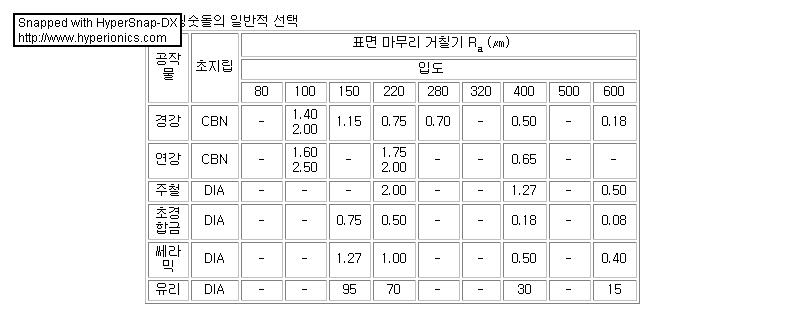 Snapped with HyperSnap-DX
http://www.hyperionics.com
숫돌의 일반적 선택
공작물 초지립 표면 마무리 거칠기 Ra (㎛)
입도
80 100 150 220 280 320 400 500 600
경강 CBN - 1.40 2.00 1.15 0.75 0.70 - 0.50 - 0.18
연강 CBN - 1.60 2.50 - 1.75 2.00 - - 0.65 - -
주철 DIA - - - 2.00 - - 1.27 - 0.50
초경합금 DIA - - 0.75 0.50 - - 0.18 - 0.08
쎄라믹 DIA - - 1.27 1.00 - - 0.50 - 0.40
유리 DIA - - 95 70 - - 30 - 15